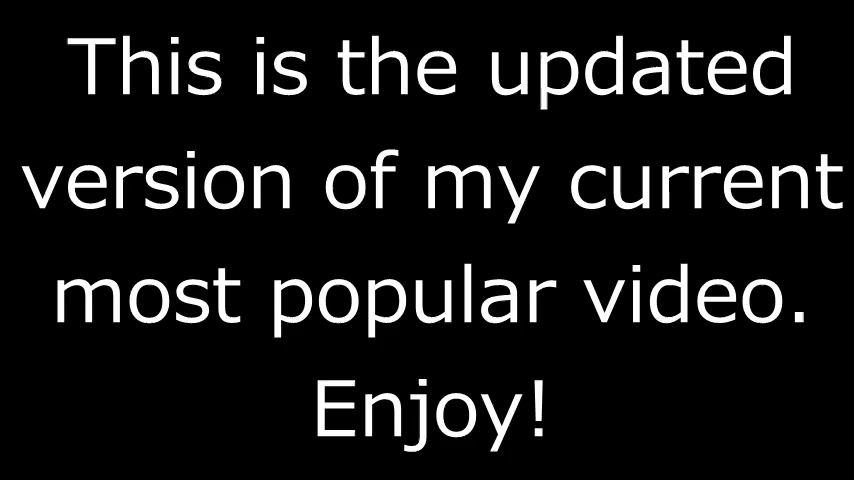 This is the updated
version of my current
most popular video.
Enjoy!